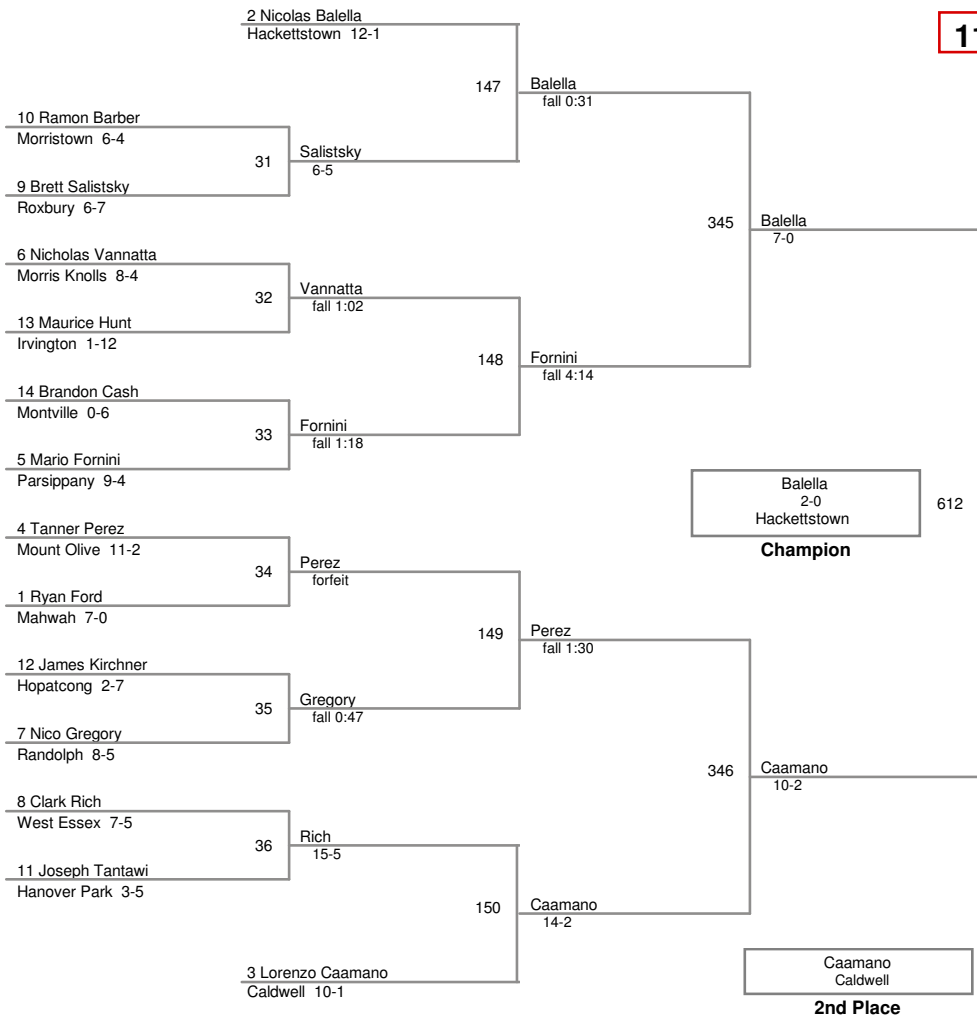 2 Nicolas Balella
Hackettstown 12-1
11
147
Balella
fall 0:31
10 Ramon Barber
Morristown 6-4
31
Salistsky
6-5
9 Brett Salistsky
Roxbury 6-7
345
Balella
7-0
6 Nicholas Vannatta
Morris Knolls 8-4
32
Vannatta
fall 1:02
13 Maurice Hunt
Irvington 1-12
148
Fornini
fall 4:14
14 Brandon Cash
Montville 0-6
33
Fornini
fall 1:18
5 Mario Fornini
Parsippany 9-4
Balella
2-0
Hackettstown
612
Champion
4 Tanner Perez
Mount Olive 11-2
34
Perez
forfeit
1 Ryan Ford
Mahwah 7-0
149
Perez
fall 1:30
12 James Kirchner
Hopatcong 2-7
35
Gregory
fall 0:47
7 Nico Gregory
Randolph 8-5
346
Caamano
10-2
8 Clark Rich
West Essex 7-5
36
Rich
15-5
11 Joseph Tantawi
Hanover Park 3-5
150
Caamano
14-2
3 Lorenzo Caamano
Caldwell 10-1
Caamano
Caldwell
2nd Place